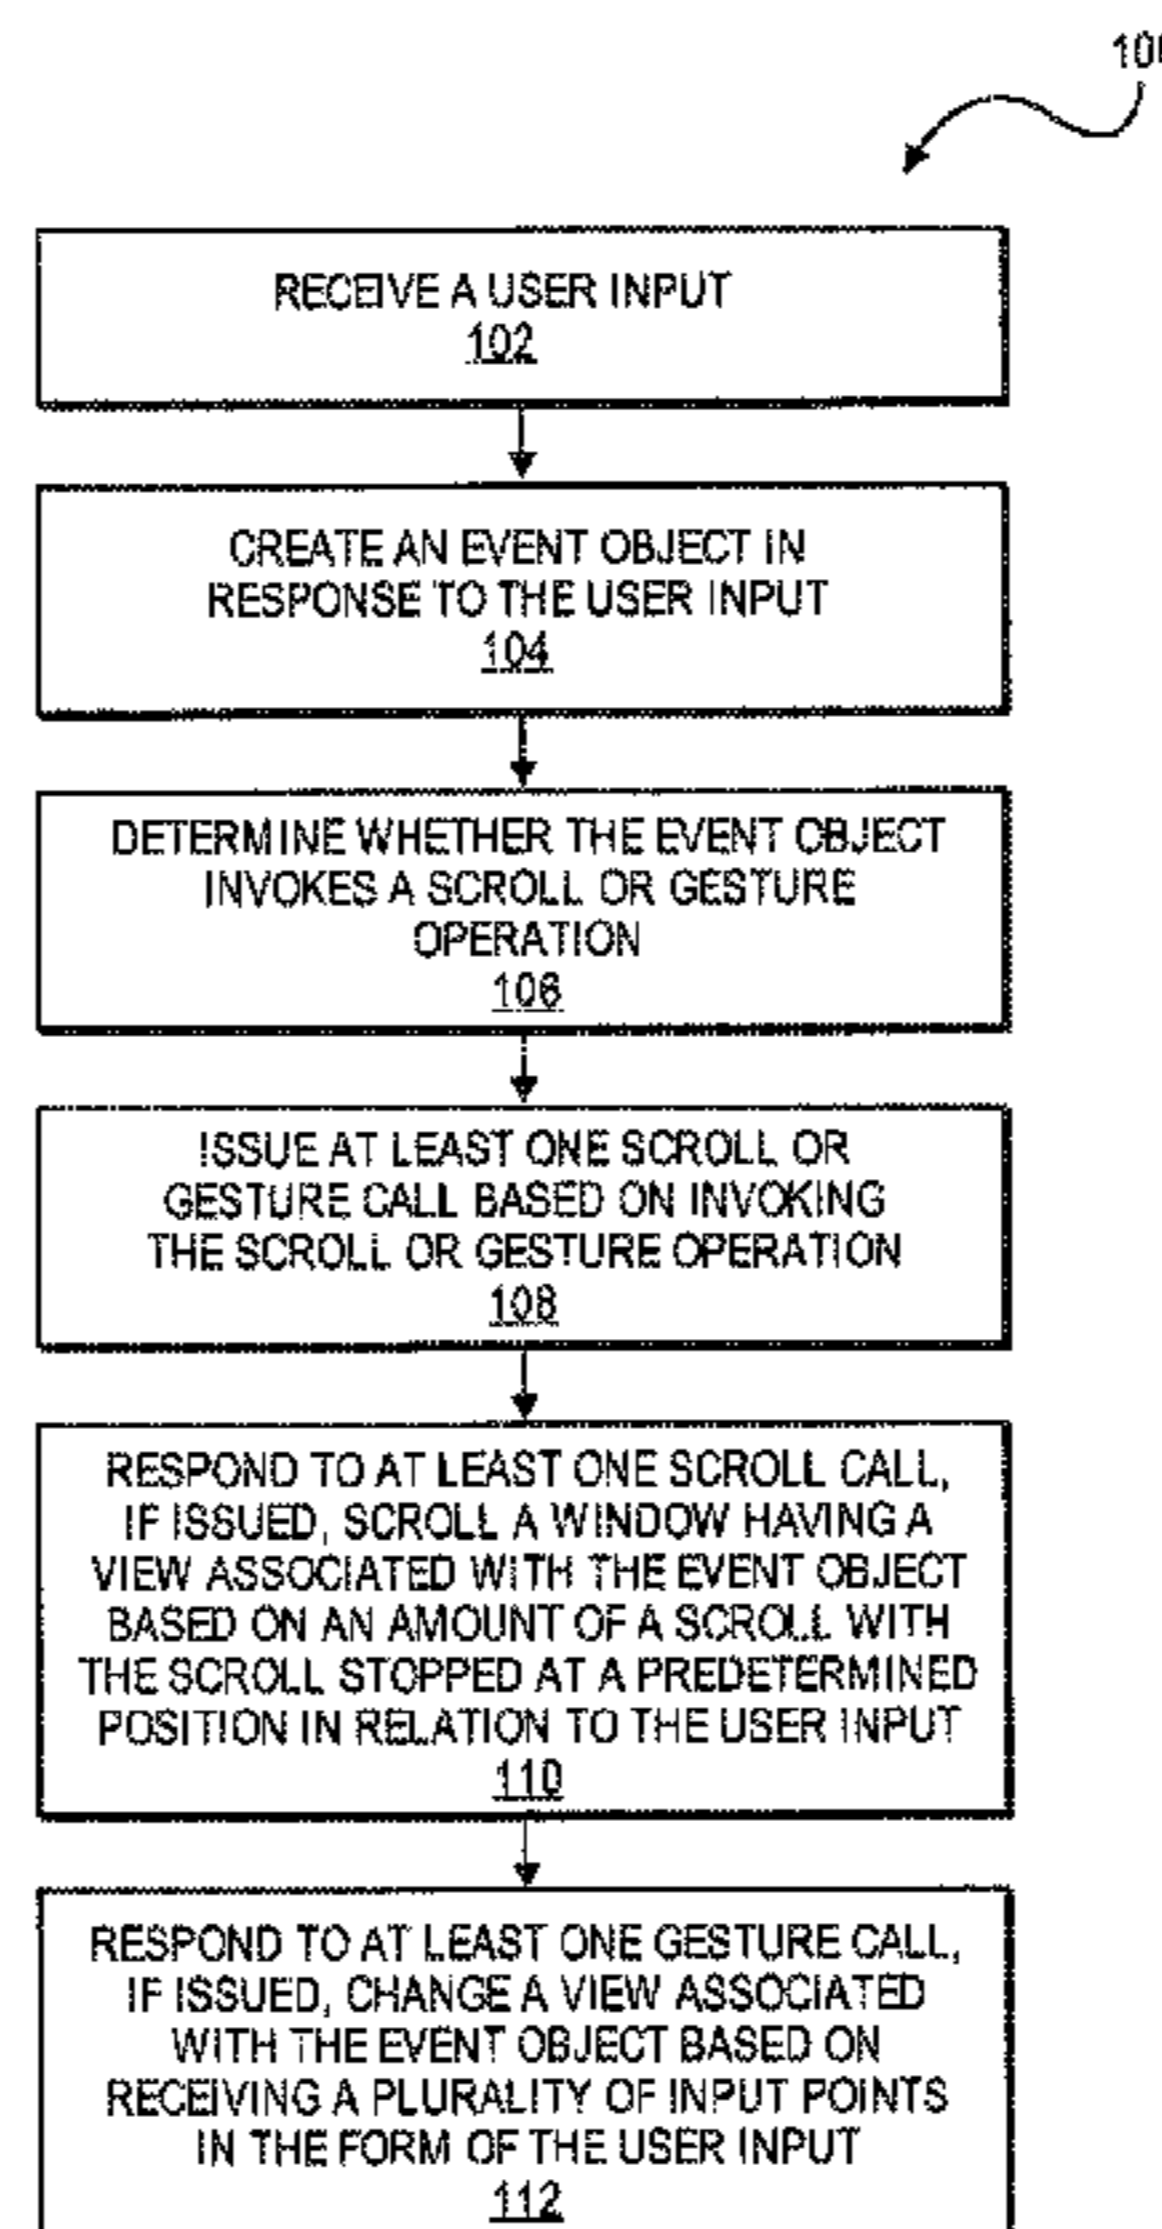 RECEIVE A USER INPUT
102
CREATE AN EVENT OBJECT IN
RESPONSE TO THE USER INPUT
104
DETERMINE WHETHER THE EVENT OBJECT
INVOKES A SCROLL OR GESTURE
OPERATION
106
ISSUE AT LEAST ONE SCROLL OR
GESTURE CALL BASED ON INVOKING
THE SCROLL OR GESTURE OPERATION
108
RESPOND TO AT LEAST ONE SCROLL CALL,
IF ISSUED, SCROLL A WINDOW HAVING A
VIEW ASSOCIATED WITH THE EVENT OBJECT
BASED ON AN AMOUNT OF A SCROLL WITH
THE SCROLL STOPPED AT A PREDETERMINED
POSITION IN RELATION TO THE USER INPUT
110
RESPOND TO AT LEAST ONE GESTURE CALL,
IF ISSUED, CHANGE A VIEW ASSOCIATED
WITH THE EVENT OBJECT BASED ON
RECEIVING A PLURALITY OF INPUT POINTS
IN THE FORM OF THE USER INPUT
112